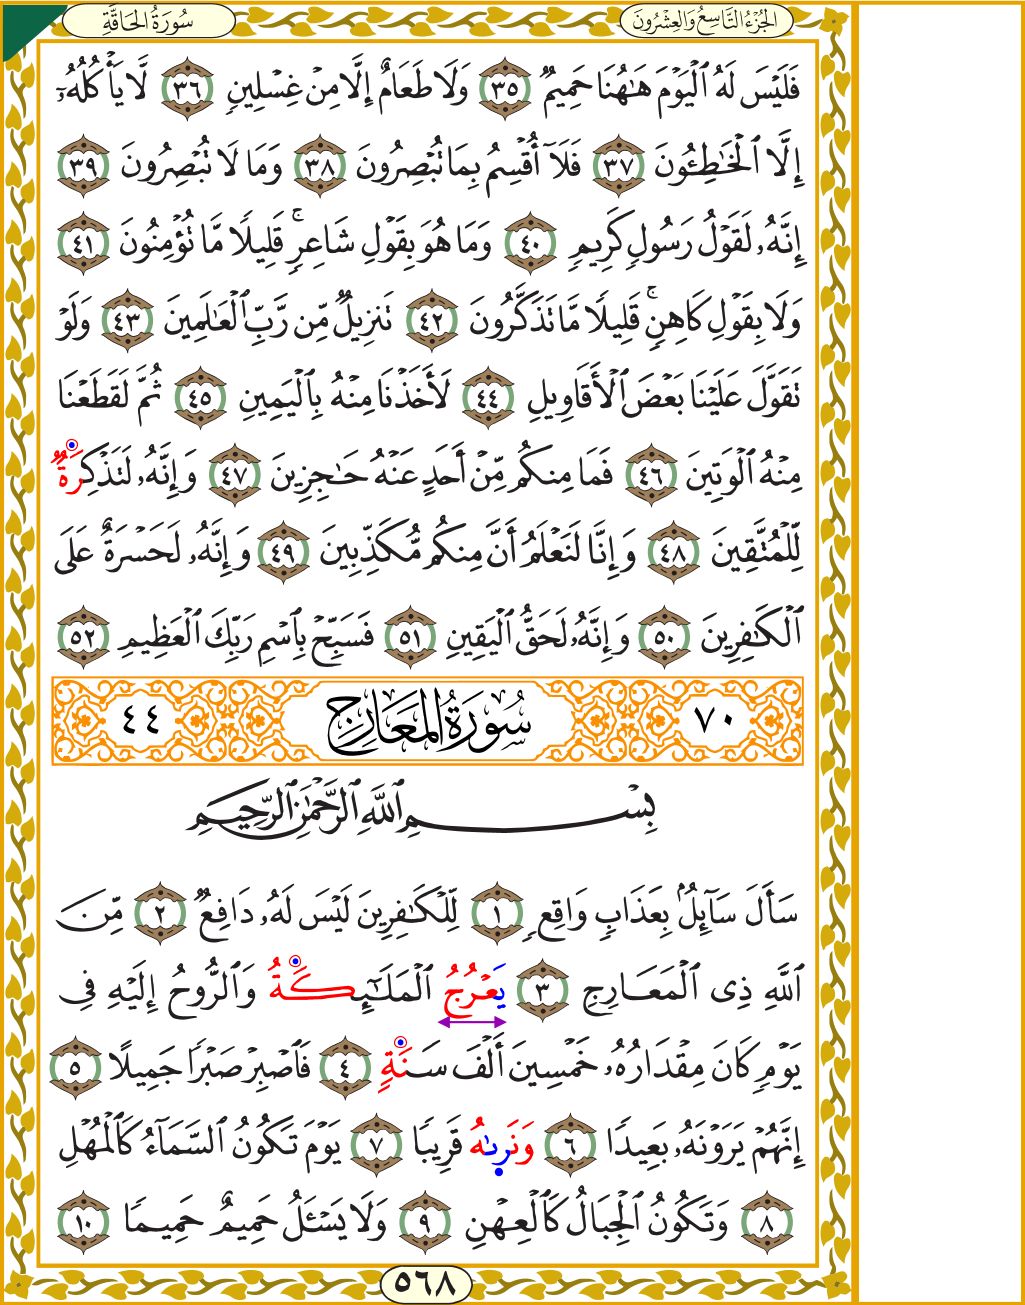 سُورَةُ الحَاقَّةِ
الجُزْءُ التَّاسِعُ وَالعِشْرُونَ
فَلَيْسَ لَهُ ٱلْيَوْمَ هَٰهُنَا حَمِيمٌ ٣٥ وَلَا طَعَامٌ إِلَّا مِنْ غِسْلِينٍ ٣٦ لَّا يَأْكُلُهُۥٓ
إِلَّا ٱلْخَٰطِـُٔونَ ٣٧ فَلَآ أُقْسِمُ بِمَا تُبْصِرُونَ ٣٨ وَمَا لَا تُبْصِرُونَ ٣٩
إِنَّهُۥ لَقَوْلُ رَسُولٍ كَرِيمٍ ٤٠ وَمَا هُوَ بِقَوْلِ شَاعِرٍ ۚ قَلِيلًا مَّا تُؤْمِنُونَ ٤١
وَلَا بِقَوْلِ كَاهِنٍ ۚ قَلِيلًا مَّا تَذَكَّرُونَ ٤٢ تَنزِيلٌ مِّن رَّبِّ ٱلْعَٰلَمِينَ ٤٣ وَلَوْ
تَقَوَّلَ عَلَيْنَا بَعْضَ ٱلْأَقَاوِيلِ ٤٤ لَأَخَذْنَا مِنْهُ بِٱلْيَمِينِ ٤٥ ثُمَّ لَقَطَعْنَا
مِنْهُ ٱلْوَتِينَ ٤٦ فَمَا مِنكُم مِّنْ أَحَدٍ عَنْهُ حَٰجِزِينَ ٤٧ وَإِنَّهُۥ لَتَذْكِرَةٌ
لِّلْمُتَّقِينَ ٤٨ وَإِنَّا لَنَعْلَمُ أَنَّ مِنكُم مُّكَذِّبِينَ ٤٩ وَإِنَّهُۥ لَحَسْرَةٌ عَلَى
ٱلْكَٰفِرِينَ ٥٠ وَإِنَّهُۥ لَحَقُّ ٱلْيَقِينِ ٥١ فَسَبِّحْ بِٱسْمِ رَبِّكَ ٱلْعَظِيمِ ٥٢
٧٠ سُورَةُ المَعَارِجِ ٤٤
بِسْمِ ٱللَّهِ ٱلرَّحْمَٰنِ ٱلرَّحِيمِ
سَأَلَ سَآئِلٌۢ بِعَذَابٍ وَاقِعٍ ١ لِّلْكَٰفِرِينَ لَيْسَ لَهُۥ دَافِعٌ ٢ مِّنَ
ٱللَّهِ ذِى ٱلْمَعَارِجِ ٣ يَعْرُجُ ٱلْمَلَٰٓئِكَةُ وَٱلرُّوحُ إِلَيْهِ فِى
يَوْمٍ كَانَ مِقْدَارُهُۥ خَمْسِينَ أَلْفَ سَنَةٍ ٤ فَٱصْبِرْ صَبْرًا جَمِيلًا ٥
إِنَّهُمْ يَرَوْنَهُۥ بَعِيدًا ٦ وَنَرَىٰهُ قَرِيبًا ٧ يَوْمَ تَكُونُ ٱلسَّمَآءُ كَٱلْمُهْلِ
٨ وَتَكُونُ ٱلْجِبَالُ كَٱلْعِهْنِ ٩ وَلَا يَسْـَٔلُ حَمِيمٌ حَمِيمًا ١٠
٥٦٨